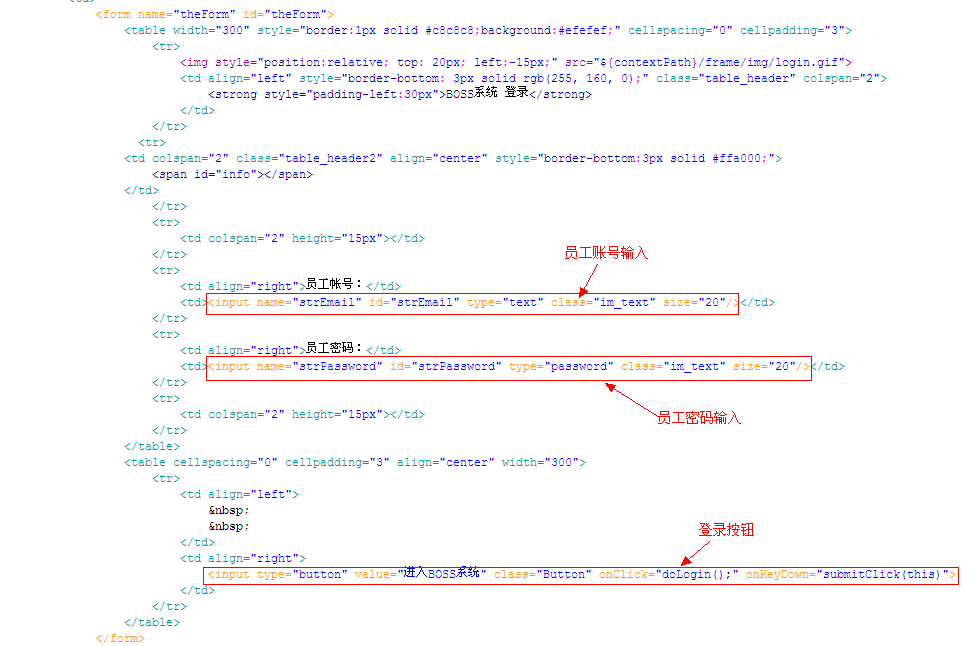 <form name="theForm" id="theForm">
<table width="300" style="border:1px solid #c8c8c8;background:#efefef;" cellspacing="0" cellpadding="3">
<tr>
<img style="position:relative; top: 20px; left:-15px;" src="${contextPath}/frame/img/login.gif">
<td align="left" style="border-bottom: 3px solid rgb(255, 160, 0);" class="table_header" colspan="2">
<strong style="padding-left:30px">BOSS系统 登录</strong>
</td>
</tr>
<tr>
<td colspan="2" class="table_header2" align="center" style="border-bottom:3px solid #ffa000;">
<span id="info"></span>
</td>
</tr>
<tr>
<td colspan="2" height="15px"></td>
</tr>
员工账号输入
<tr>
<td align="right">员工帐号：</td>
<td><input name="strEmail" id="strEmail" type="text" class="im_text" size="20"/></td>
</tr>
<tr>
<td align="right">员工密码：</td>
<td><input name="strPassword" id="strPassword" type="password" class="im_text" size="20"/></td>
</tr>
<tr>
<td colspan="2" height="15px"></td>
员工密码输入
</tr>
</table>
<table cellspacing="0" cellpadding="3" align="center" width="300">
<tr>
<td align="left">
&nbsp;
&nbsp;
登录按钮
</td>
<td align="right">
<input type="button" value="进入BOSS系统" class="Button" onClick="doLogin();" onKeyDown="submitClick(this)">
</td>
</tr>
</table>
</form>